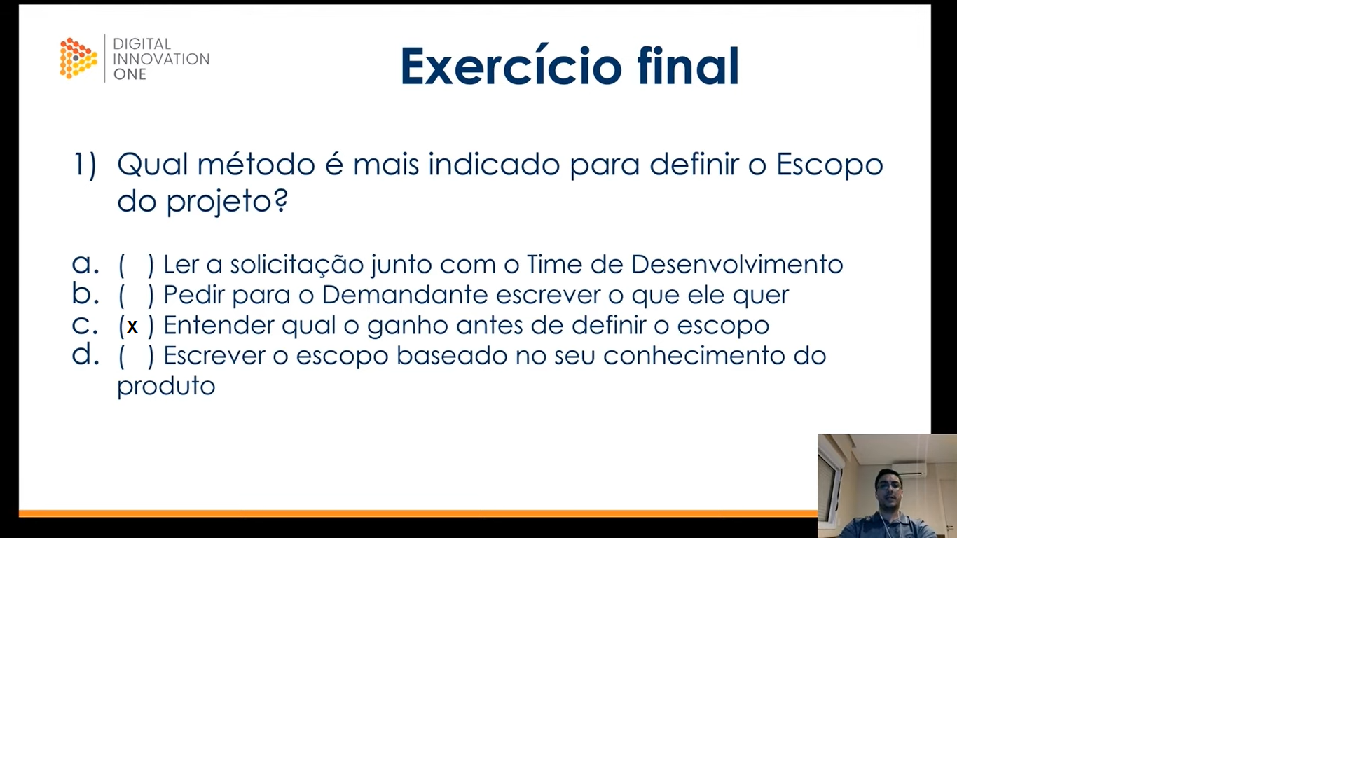 DIGITAL
INNOVATION
ONE
Exercício final
1) Qual método é mais indicado para definir o Escopo
do projeto?
a. ( ) Ler a solicitação junto com o Time de Desenvolvimento
b. ( ) Pedir para o Demandante escrever o que ele quer
c. (x ) Entender qual o ganho antes de definir o escopo
d. ( ) Escrever o escopo baseado no seu conhecimento do
produto